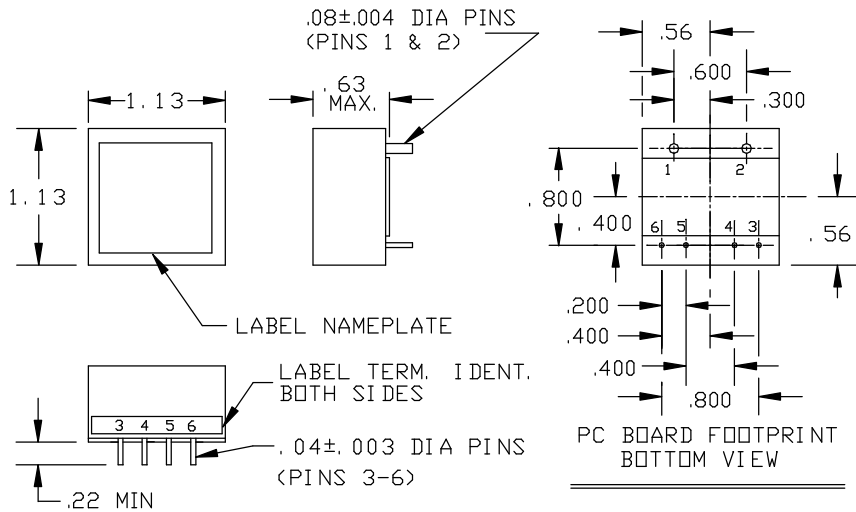 .08±.004 DIA PINS
(PINS 1 & 2)
.56
.600
.300
1.13
.63
MAX.
1.13
1
2
.800
.400
6 5 4 3
.56
LABEL NAMEPLATE
.200
.400
.400
.800
LABEL TERM. IDENT.
BOTH SIDES
3 4 5 6
.04±.003 DIA PINS
(PINS 3-6)
.22 MIN
PC BOARD FOOTPRINT
BOTTOM VIEW